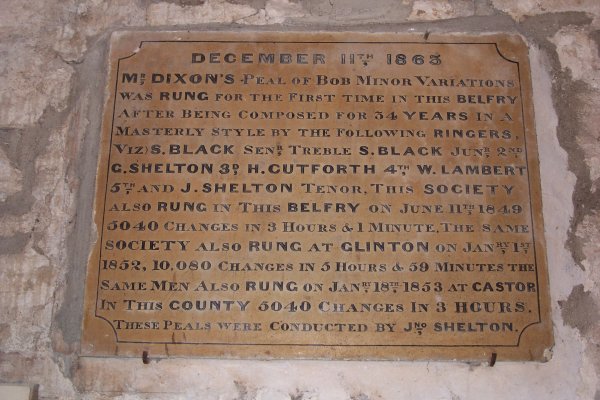 DECEMBER 11TH 1863
MR DIXON'S PEAL OF BOB MINOR VARIATIONS
WAS RUNG FOR THE FIRST TIME IN THIS BELFRY
AFTER BEING COMPOSED FOR 34 YEARS IN A
MASTERLY STYLE BY THE FOLLOWING RINGERS,
VIZ) S. BLACK SENR TREBLE S. BLACK JUNR 2ND
G. SHELTON 3D H. CUTFORTH 4TH W. LAMBERT
5TH AND J. SHELTON TENOR, THIS SOCIETY
ALSO RUNG IN THIS BELFRY ON JUNE 11TH 1849
5040 CHANGES IN 3 HOURS & 1 MINUTE, THE SAME
SOCIETY ALSO RUNG AT GLINTON ON JANRY 1ST
1852, 10,080 CHANGES IN 5 HOURS & 59 MINUTES THE
SAME MEN ALSO RUNG ON JANRY 18TH 1853 AT CASTOR
IN THIS COUNTY 5040 CHANGES IN 3 HOURS.
THESE PEALS WERE CONDUCTED BY JNO SHELTON.